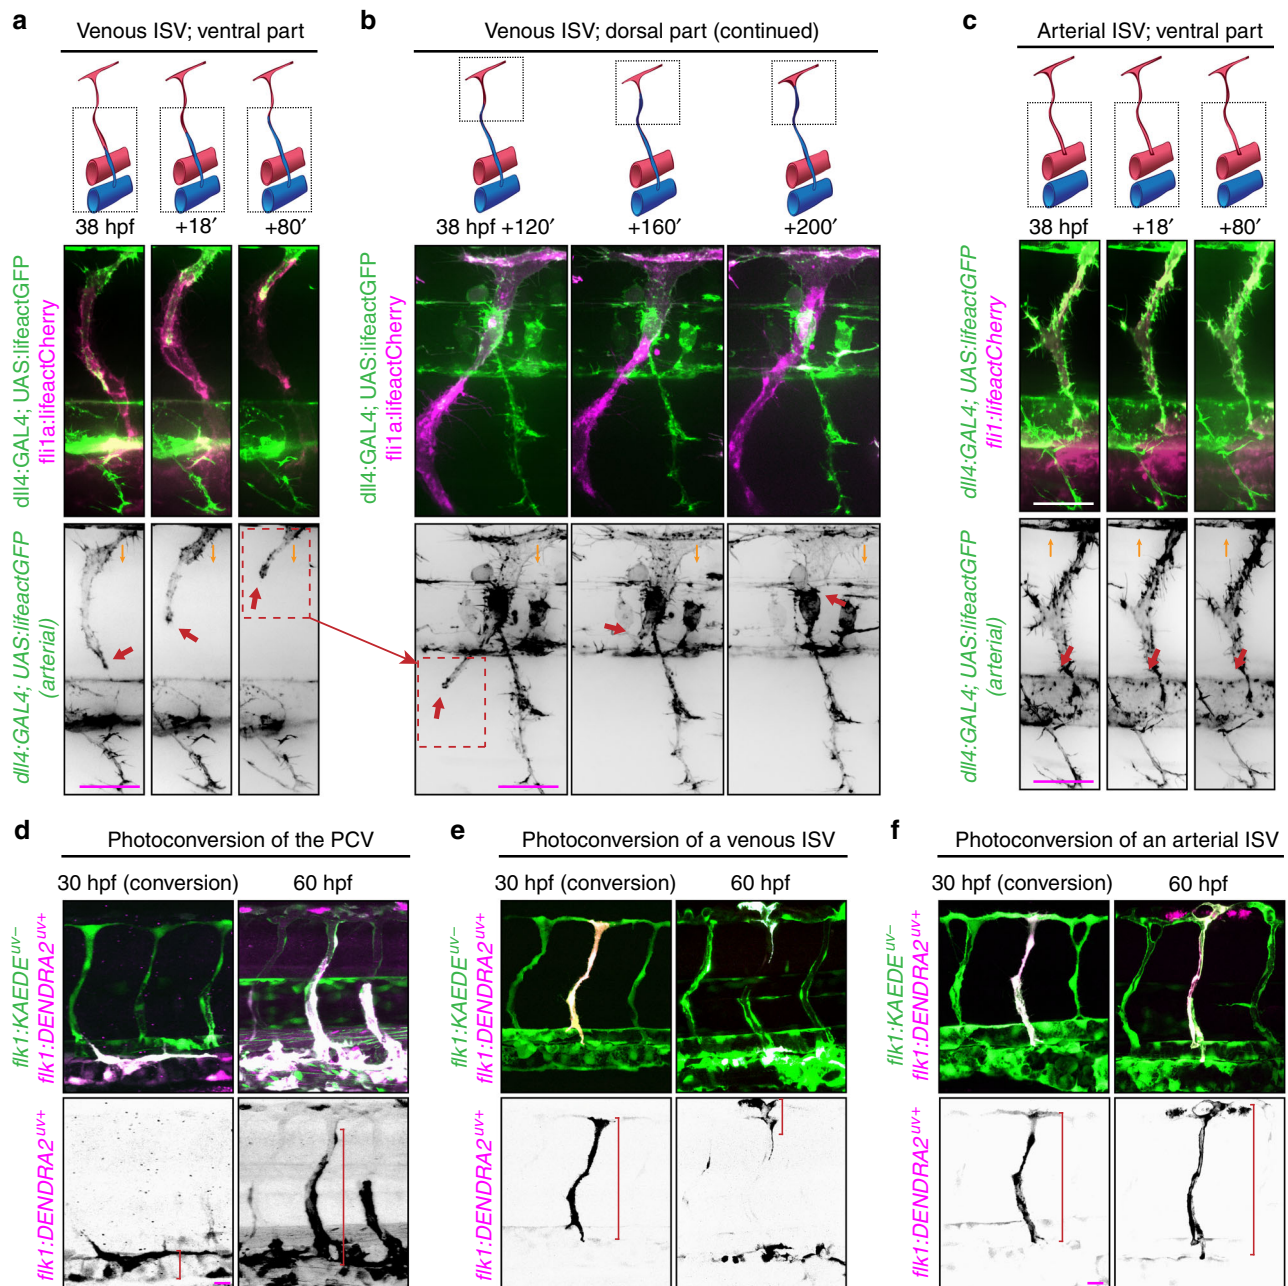 a
Venous ISV; ventral part
38 hpf
+18′
+80′
dll4:GAL4; UAS:lifeactGFP
fli1a:lifeactCherry
dll4:GAL4; UAS:lifeactGFP
(arterial)
b
Venous ISV; dorsal part (continued)
38 hpf +120′
+160′
+200′
dll4:GAL4; UAS:lifeactGFP
fli1a:lifeactCherry
c
Arterial ISV; ventral part
38 hpf
+18′
+80′
dll4:GAL4; UAS:lifeactGFP
fli1:lifeactCherry
dll4:GAL4; UAS:lifeactGFP
(arterial)
d
Photoconversion of the PCV
30 hpf (conversion)
60 hpf
flk1:KAEDE^uv−
flk1:DENDRA2^uv+
flk1:DENDRA2^uv+
e
Photoconversion of a venous ISV
30 hpf (conversion)
60 hpf
flk1:KAEDE^uv−
flk1:DENDRA2^uv+
flk1:DENDRA2^uv+
f
Photoconversion of an arterial ISV
30 hpf (conversion)
60 hpf
flk1:KAEDE^uv−
flk1:DENDRA2^uv+
flk1:DENDRA2^uv+